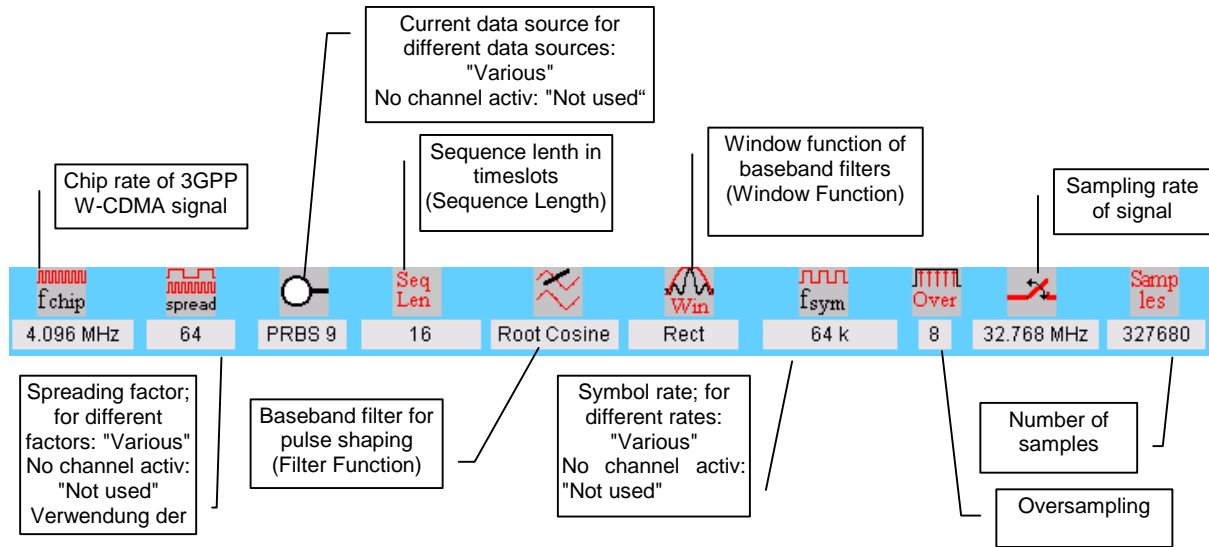 Current data source for
different data sources:
"Various"
No channel activ: "Not used“
Sequence lenth in
timeslots
(Sequence Length)
Window function of
baseband filters
(Window Function)
Chip rate of 3GPP
W-CDMA signal
Sampling rate
of signal
fchip
spread
Seq
Len
Win
fsym
Over
Samp
les
4.096 MHz
64
PRBS 9
16
Root Cosine
Rect
64 k
8
32.768 MHz
327680
Spreading factor;
for different
factors: "Various"
No channel activ:
"Not used"
Verwendung der
Baseband filter for
pulse shaping
(Filter Function)
Symbol rate; for
different rates:
"Various"
No channel activ:
"Not used"
Number of
samples
Oversampling